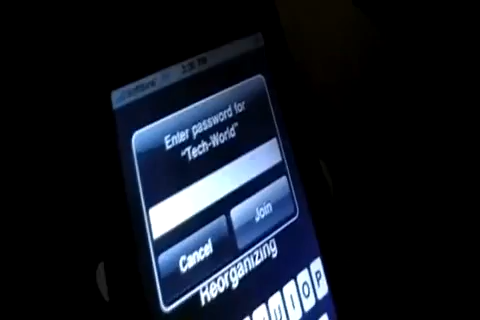 Enter password for
"Tech-World"
Cancel Join
Reorganizing
I O P